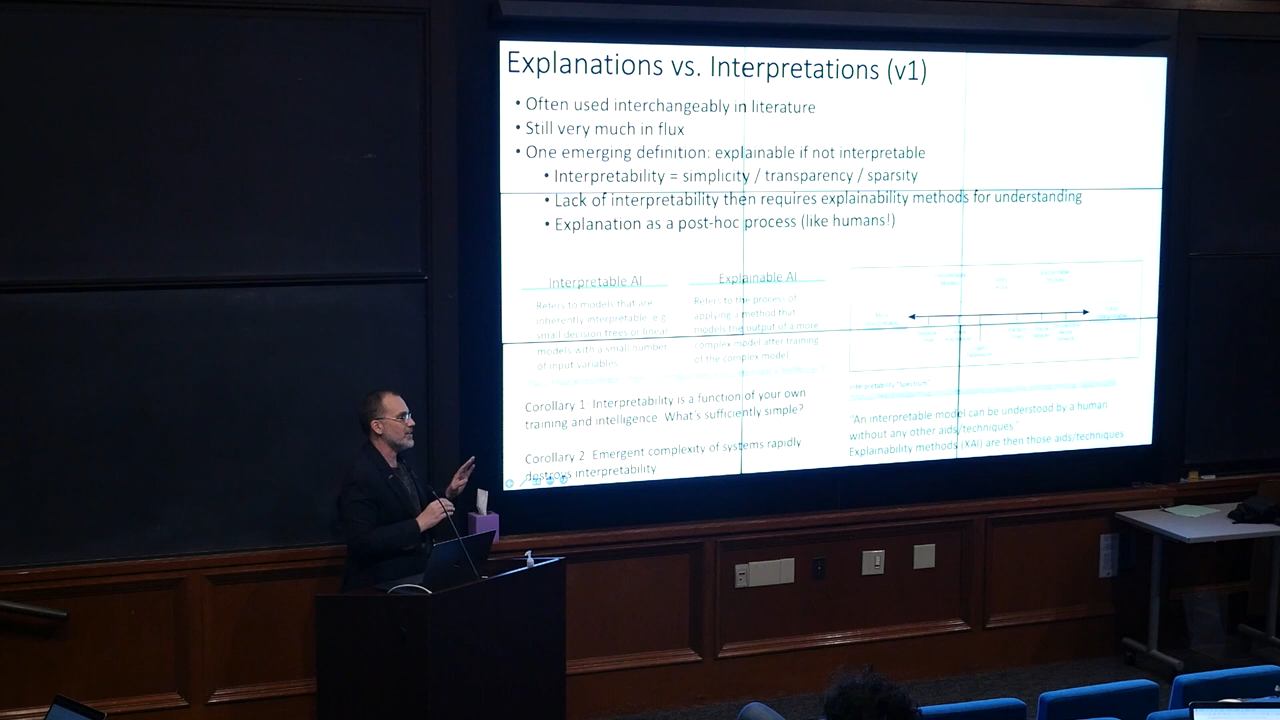 Explanations vs. Interpretations (v1)
• Often used interchangeably in literature
• Still very much in flux
• One emerging definition: explainable if not interpretable
• Interpretability = simplicity / transparency / sparsity
• Lack of interpretability then requires explainability methods for understanding
• Explanation as a post-hoc process (like humans!)
Interpretable AI
Refers to models that are
inherently interpretable e.g.
small decision trees or linear
models with a small number
of input variables
Explainable AI
Refers to the process of
applying a method that
models the output of a more
complex model after training
of the complex model
Interpretability "spectrum"
Corollary 1 Interpretability is a function of your own
training and intelligence What's sufficiently simple?
Corollary 2 Emergent complexity of systems rapidly
destroys interpretability
"An interpretable model can be understood by a human
without any other aids/techniques."
Explainability methods (XAI) are then those aids/techniques